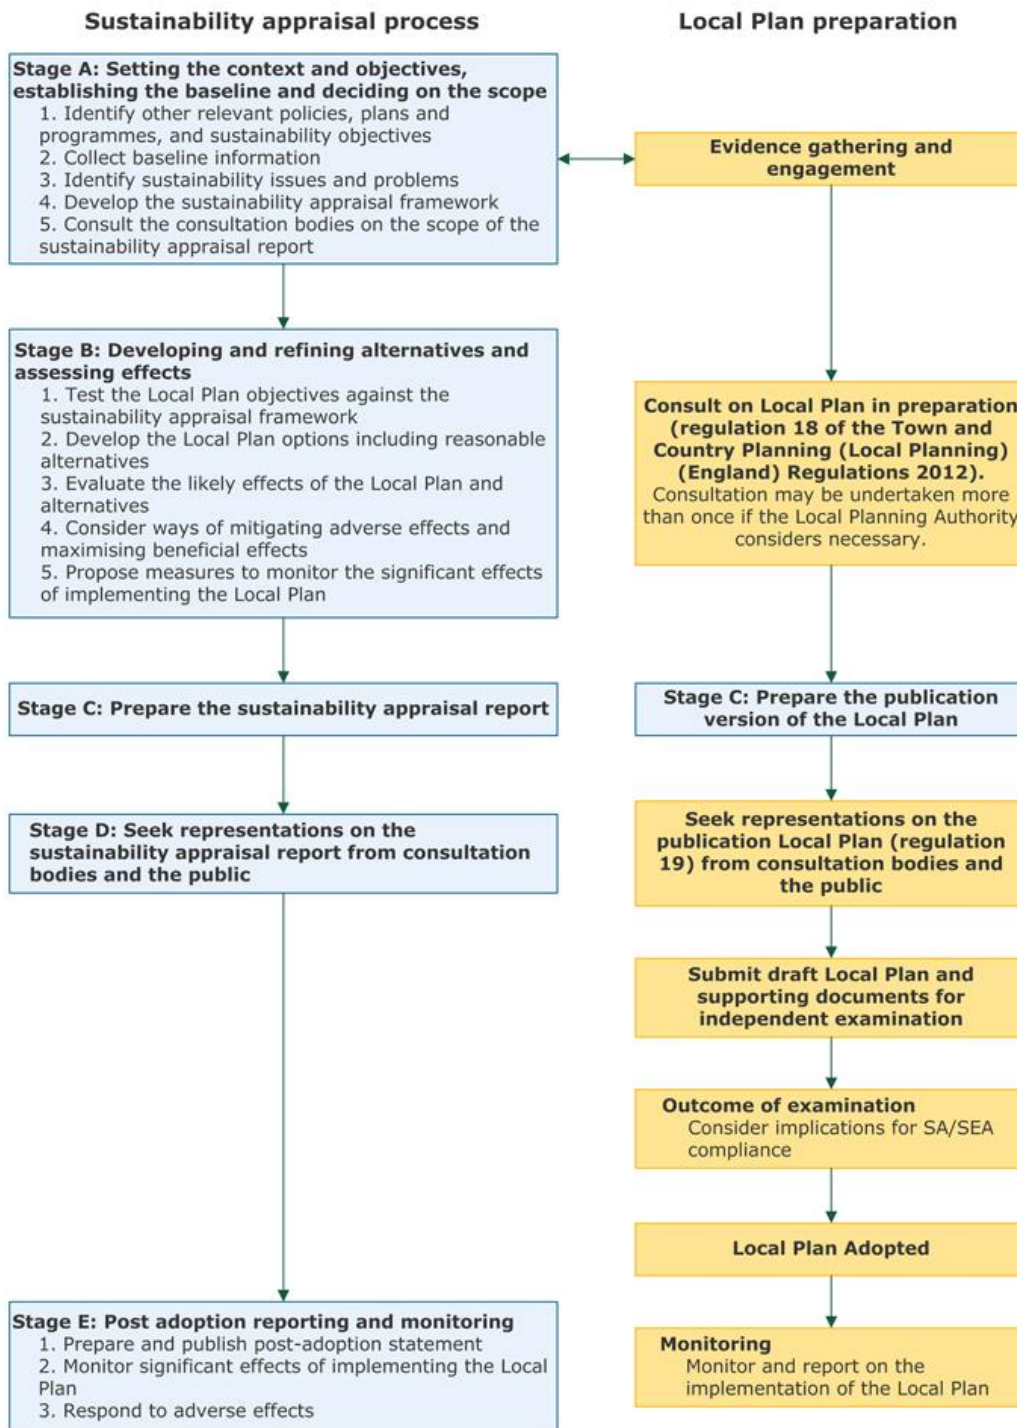 Sustainability appraisal process
Local Plan preparation
Stage A: Setting the context and objectives,
establishing the baseline and deciding on the scope
1. Identify other relevant policies, plans and
programmes, and sustainability objectives
2. Collect baseline information
3. Identify sustainability issues and problems
4. Develop the sustainability appraisal framework
5. Consult the consultation bodies on the scope of the
sustainability appraisal report
Evidence gathering and
engagement
Stage B: Developing and refining alternatives and
assessing effects
1. Test the Local Plan objectives against the
sustainability appraisal framework
2. Develop the Local Plan options including reasonable
alternatives
3. Evaluate the likely effects of the Local Plan and
alternatives
4. Consider ways of mitigating adverse effects and
maximising beneficial effects
5. Propose measures to monitor the significant effects
of implementing the Local Plan
Consult on Local Plan in preparation
(regulation 18 of the Town and
Country Planning (Local Planning)
(England) Regulations 2012).
Consultation may be undertaken more
than once if the Local Planning Authority
considers necessary.
Stage C: Prepare the sustainability appraisal report
Stage C: Prepare the publication
version of the Local Plan
Stage D: Seek representations on the
sustainability appraisal report from consultation
bodies and the public
Seek representations on the
publication Local Plan (regulation
19) from consultation bodies and
the public
Submit draft Local Plan and
supporting documents for
independent examination
Outcome of examination
Consider implications for SA/SEA
compliance
Local Plan Adopted
Stage E: Post adoption reporting and monitoring
1. Prepare and publish post-adoption statement
2. Monitor significant effects of implementing the Local
Plan
3. Respond to adverse effects
Monitoring
Monitor and report on the
implementation of the Local Plan